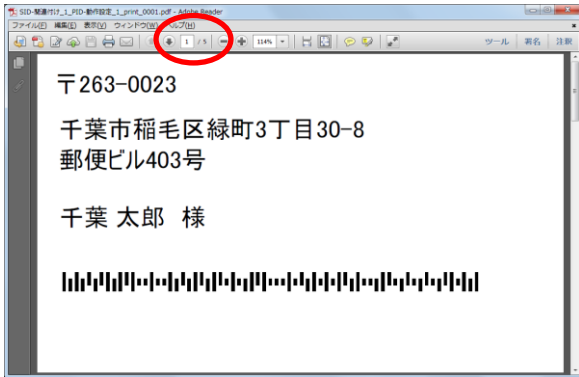 SID-関連付け_1_PID-動作設定_1_print_0001.pdf - Adobe Reader
ファイル(F) 編集(E) 表示(V) ウィンドウ(W) ヘルプ(H)
1 / 5 114% ツール 署名 注釈
〒263-0023
千葉市稲毛区緑町3丁目30-8
郵便ビル403号
千葉 太郎 様